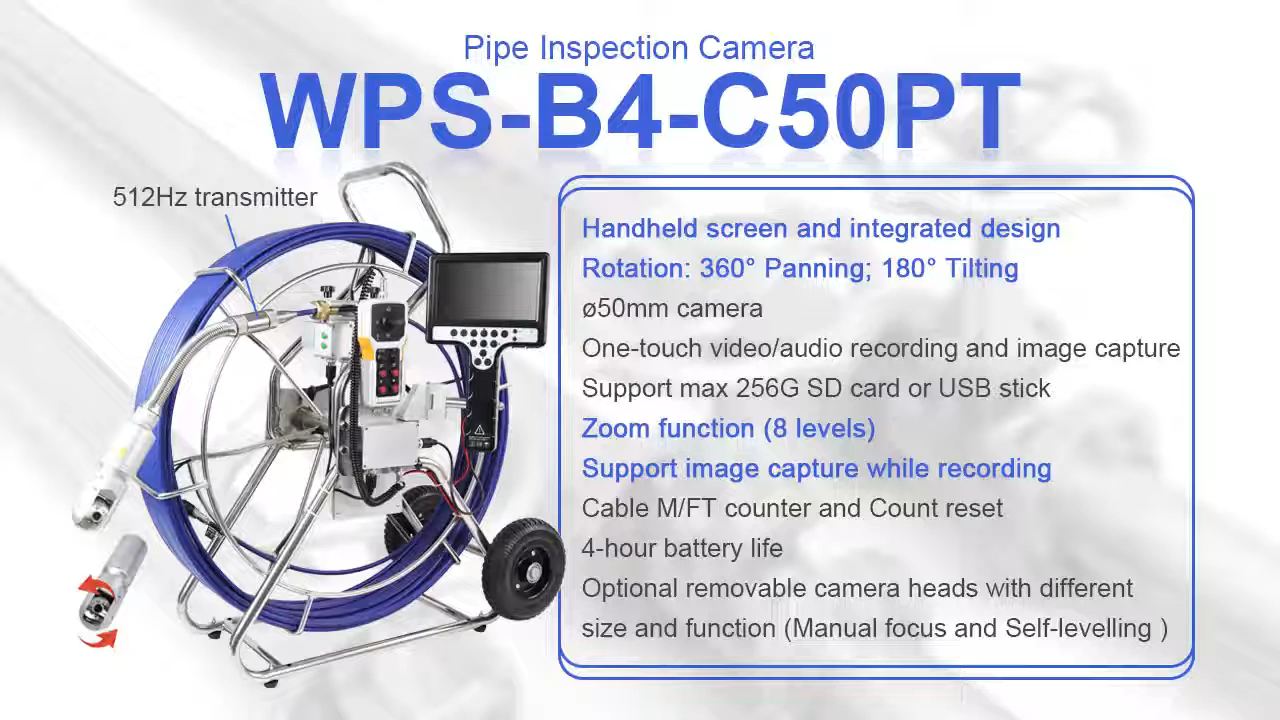 Pipe Inspection Camera
WPS-B4-C50PT
512Hz transmitter
Handheld screen and integrated design
Rotation: 360° Panning; 180° Tilting
ø50mm camera
One-touch video/audio recording and image capture
Support max 256G SD card or USB stick
Zoom function (8 levels)
Support image capture while recording
Cable M/FT counter and Count reset
4-hour battery life
Optional removable camera heads with different
size and function (Manual focus and Self-levelling )